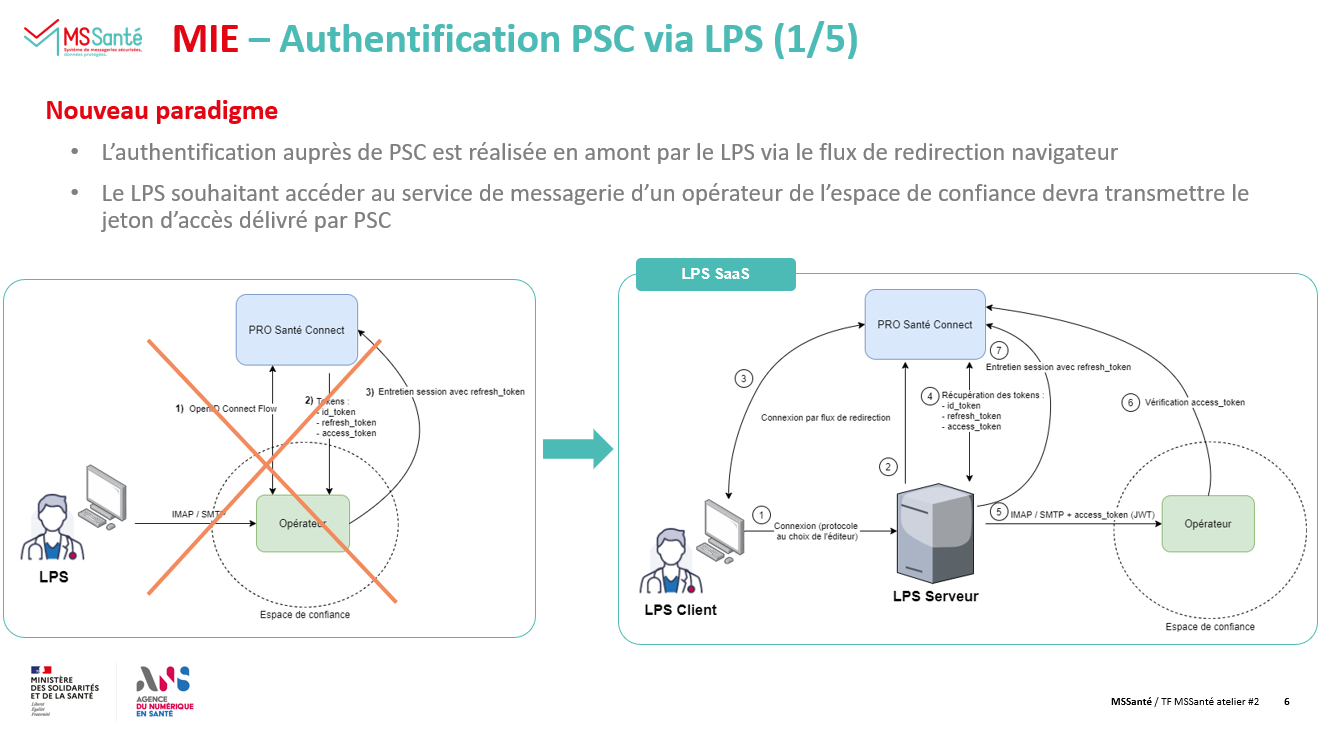 MSSanté
Système de messageries sécurisées.
données protégées.
MIE – Authentification PSC via LPS (1/5)
Nouveau paradigme
• L’authentification auprès de PSC est réalisée en amont par le LPS via le flux de redirection navigateur
• Le LPS souhaitant accéder au service de messagerie d’un opérateur de l’espace de confiance devra transmettre le
jeton d’accès délivré par PSC
PRO Santé Connect
1) OpenID Connect Flow
2) Tokens :
- id_token
- refresh_token
- access_token
3) Entretien session avec refresh_token
IMAP / SMTP
Opérateur
LPS
Espace de confiance
LPS SaaS
PRO Santé Connect
3
Connexion par flux de redirection
2
4 Récupération des tokens :
- id_token
- refresh_token
- access_token
7
Entretien session avec refresh_token
6 Vérification access_token
1
Connexion (protocole
au choix de l'éditeur)
5 IMAP / SMTP + access_token (JWT)
Opérateur
LPS Client
LPS Serveur
Espace de confiance
MINISTÈRE
DES SOLIDARITÉS
ET DE LA SANTÉ
Liberté
Égalité
Fraternité
ANS
AGENCE
DU NUMÉRIQUE
EN SANTÉ
MSSanté / TF MSSanté atelier #2 6